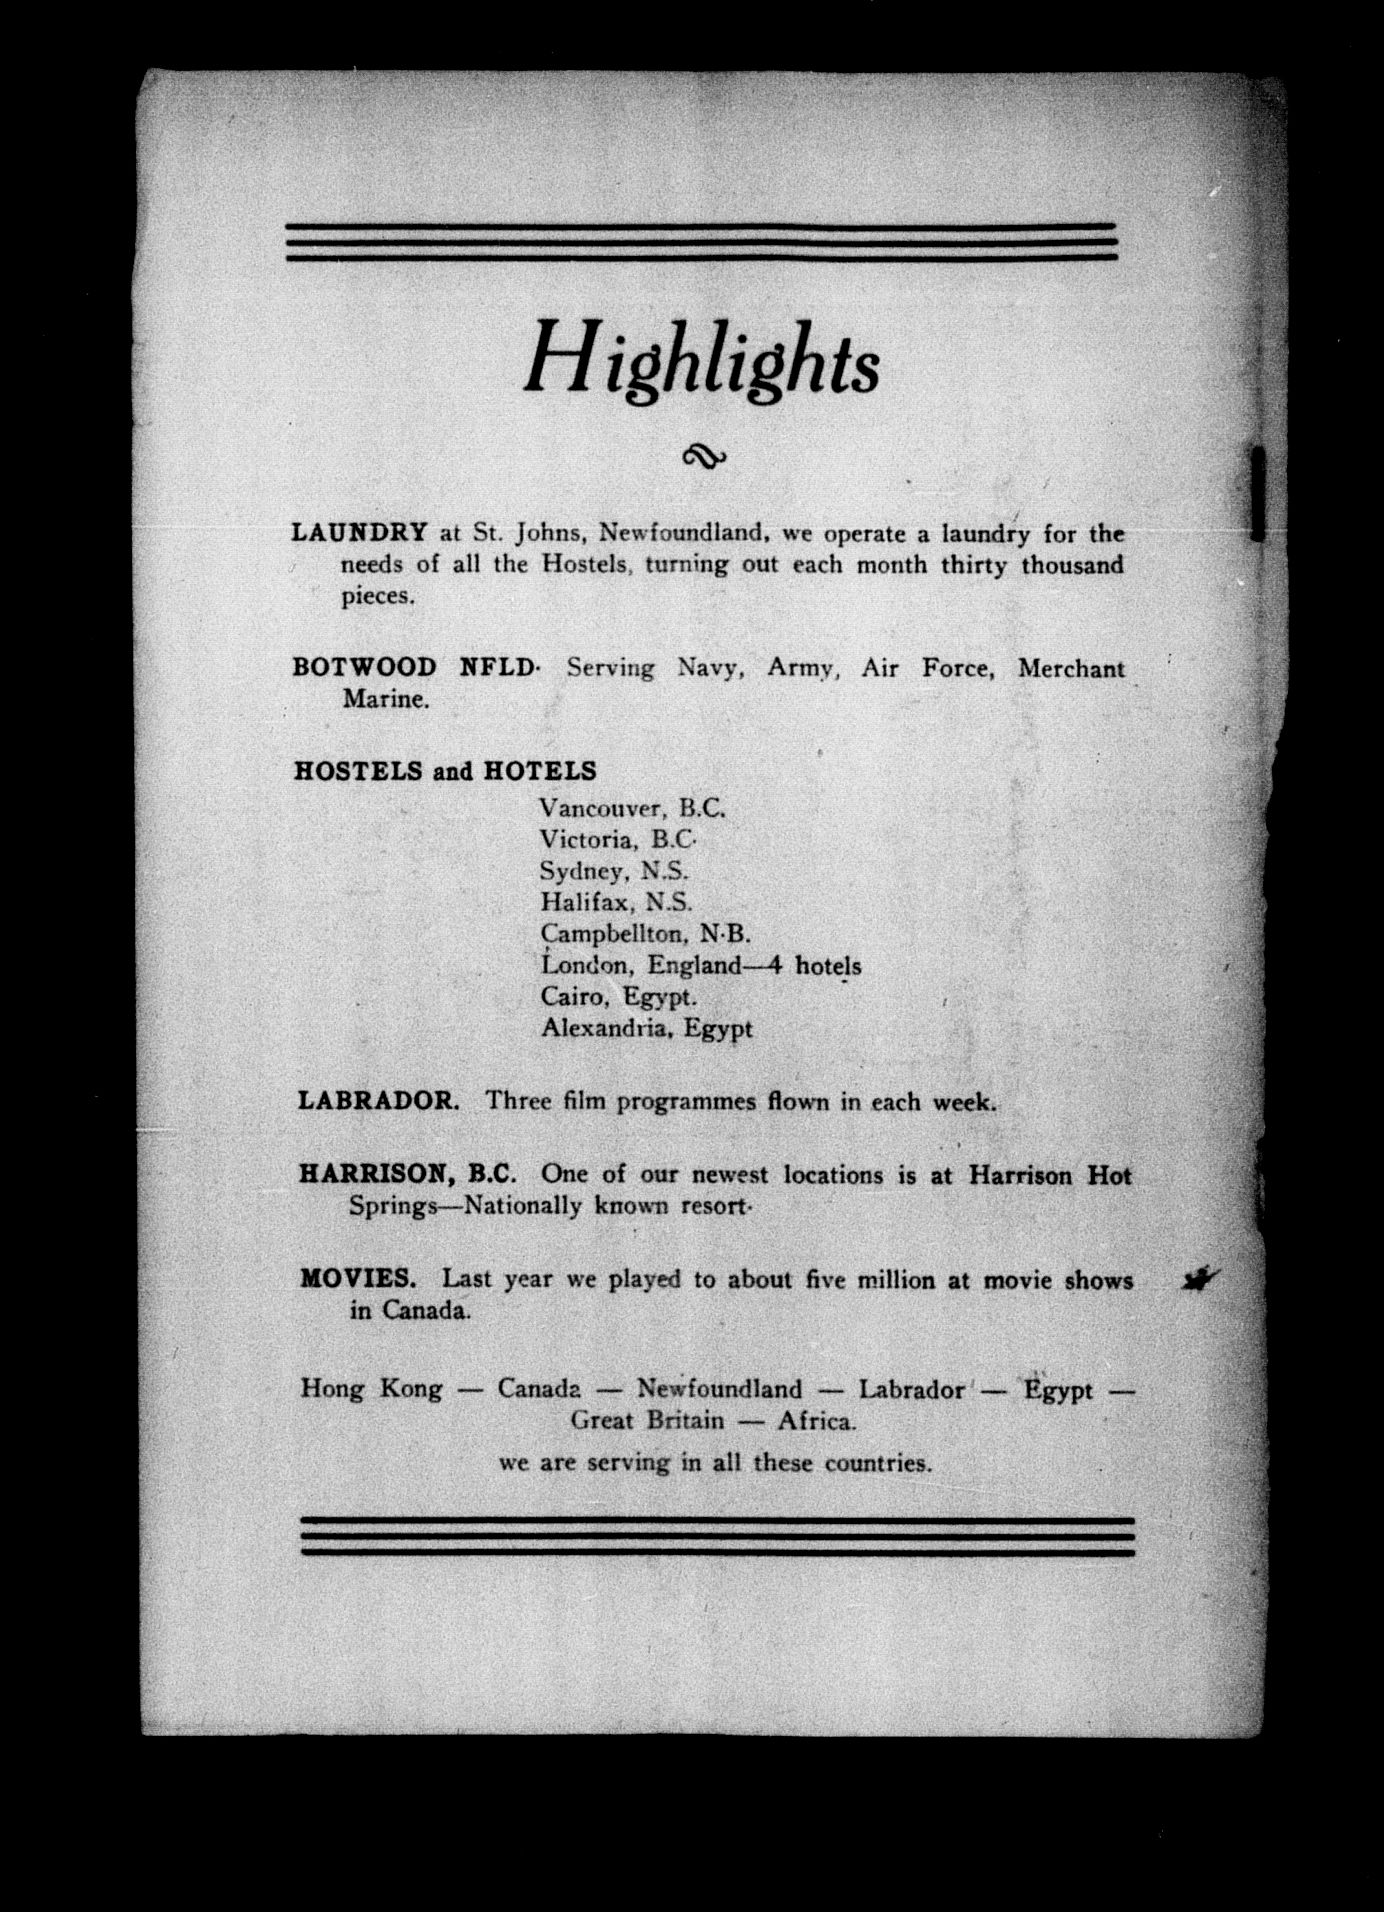 Highlights
LAUNDRY at St. Johns, Newfoundland, we operate a laundry for the
needs of all the Hostels, turning out each month thirty thousand
pieces.
BOTWOOD NFLD· Serving Navy, Army, Air Force, Merchant
Marine.
HOSTELS and HOTELS
Vancouver, B.C.
Victoria, B.C·
Sydney, N.S.
Halifax, N.S.
Campbellton, N·B.
London, England—4 hotels
Cairo, Egypt.
Alexandria, Egypt
LABRADOR. Three film programmes flown in each week.
HARRISON, B.C. One of our newest locations is at Harrison Hot
Springs—Nationally known resort·
MOVIES. Last year we played to about five million at movie shows
in Canada.
Hong Kong — Canada — Newfoundland — Labrador — Egypt —
Great Britain — Africa.
we are serving in all these countries.